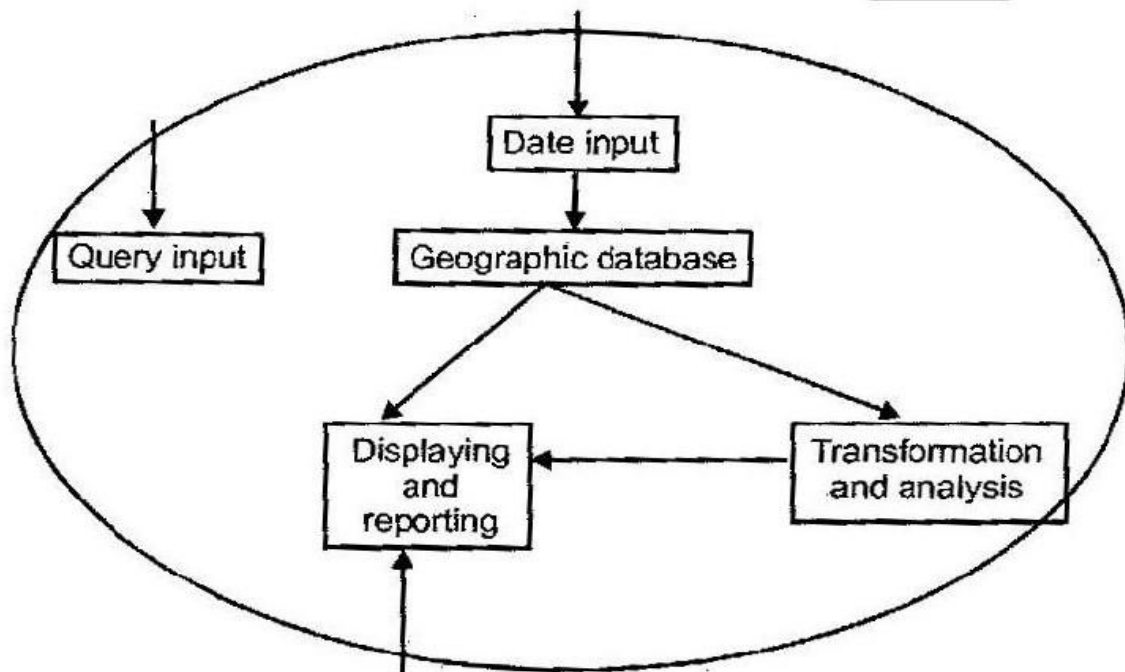 Date input
Query input
Geographic database
Displaying
and
reporting
Transformation
and analysis